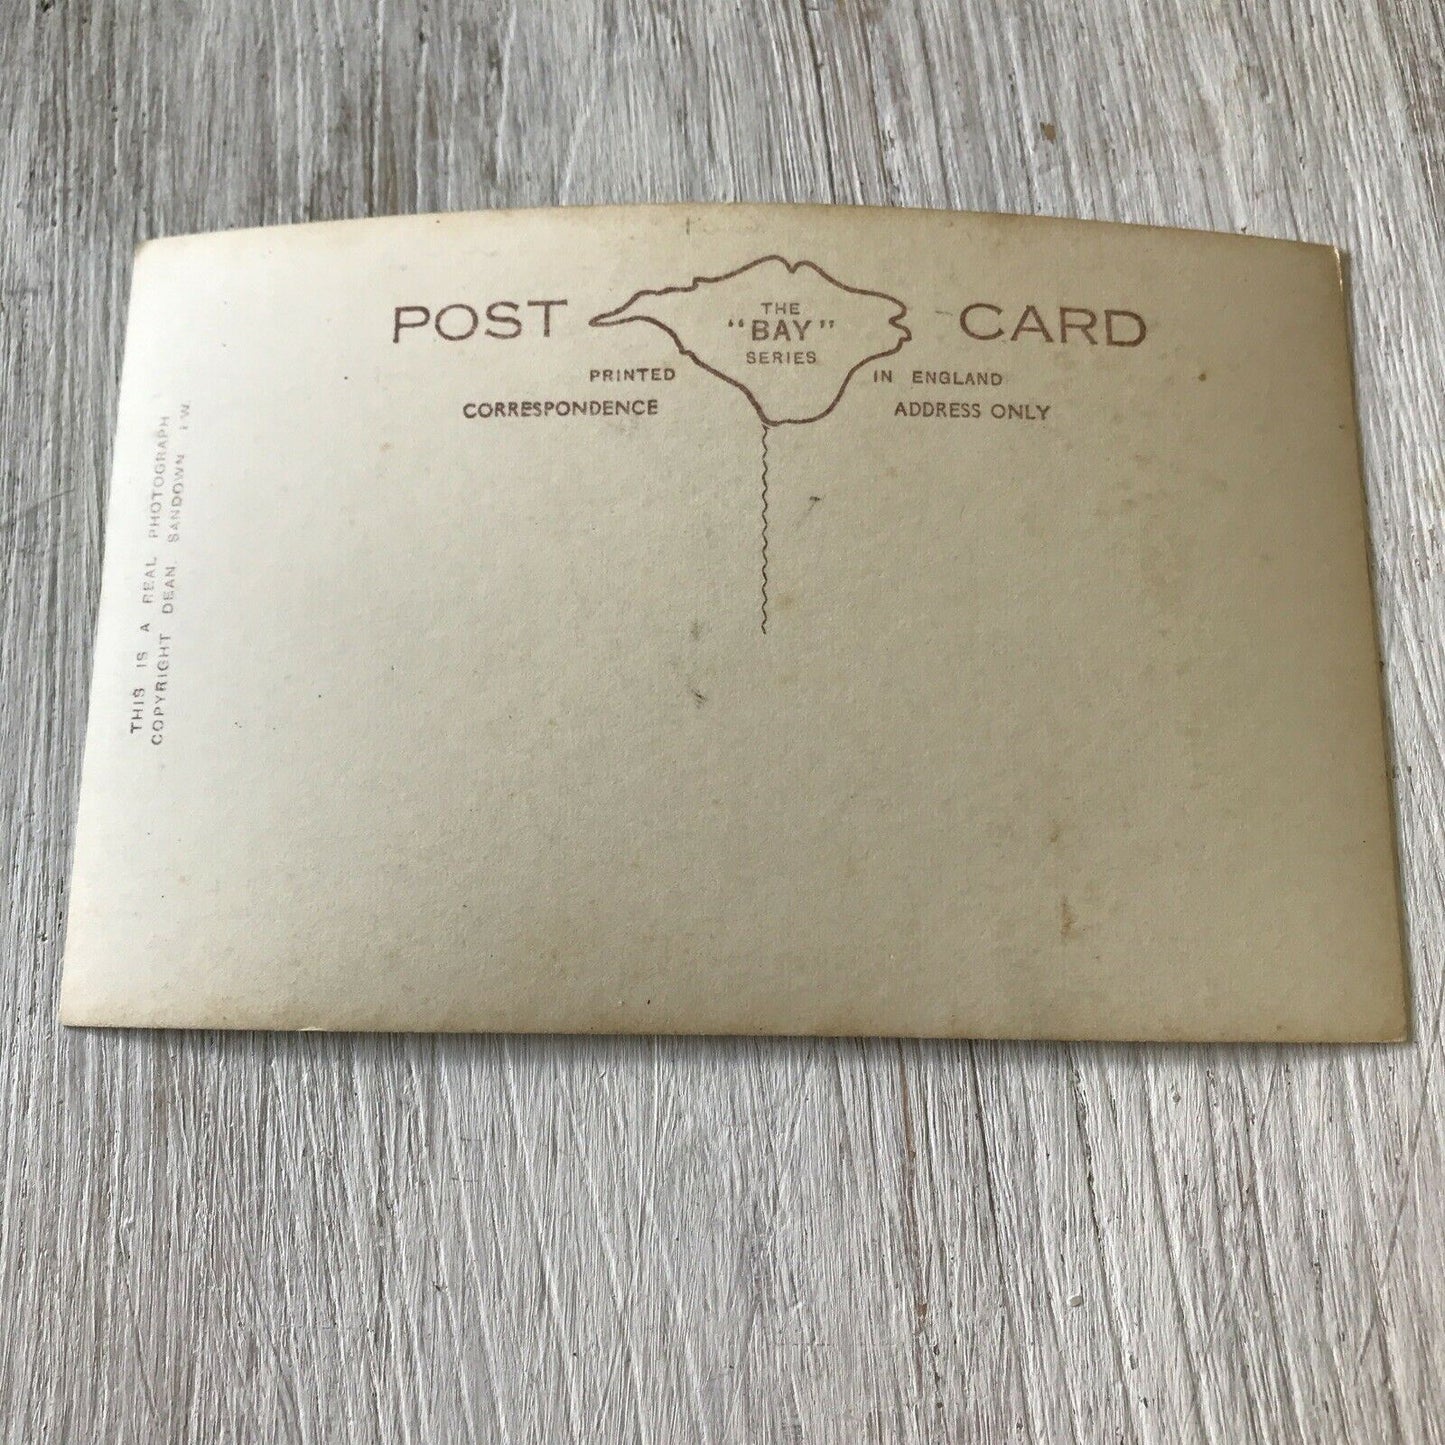 POST CARD
THE
"BAY"
SERIES
PRINTED IN ENGLAND
CORRESPONDENCE ADDRESS ONLY
THIS IS A REAL PHOTOGRAPH
COPYRIGHT DEAN, SANDOWN I.W.